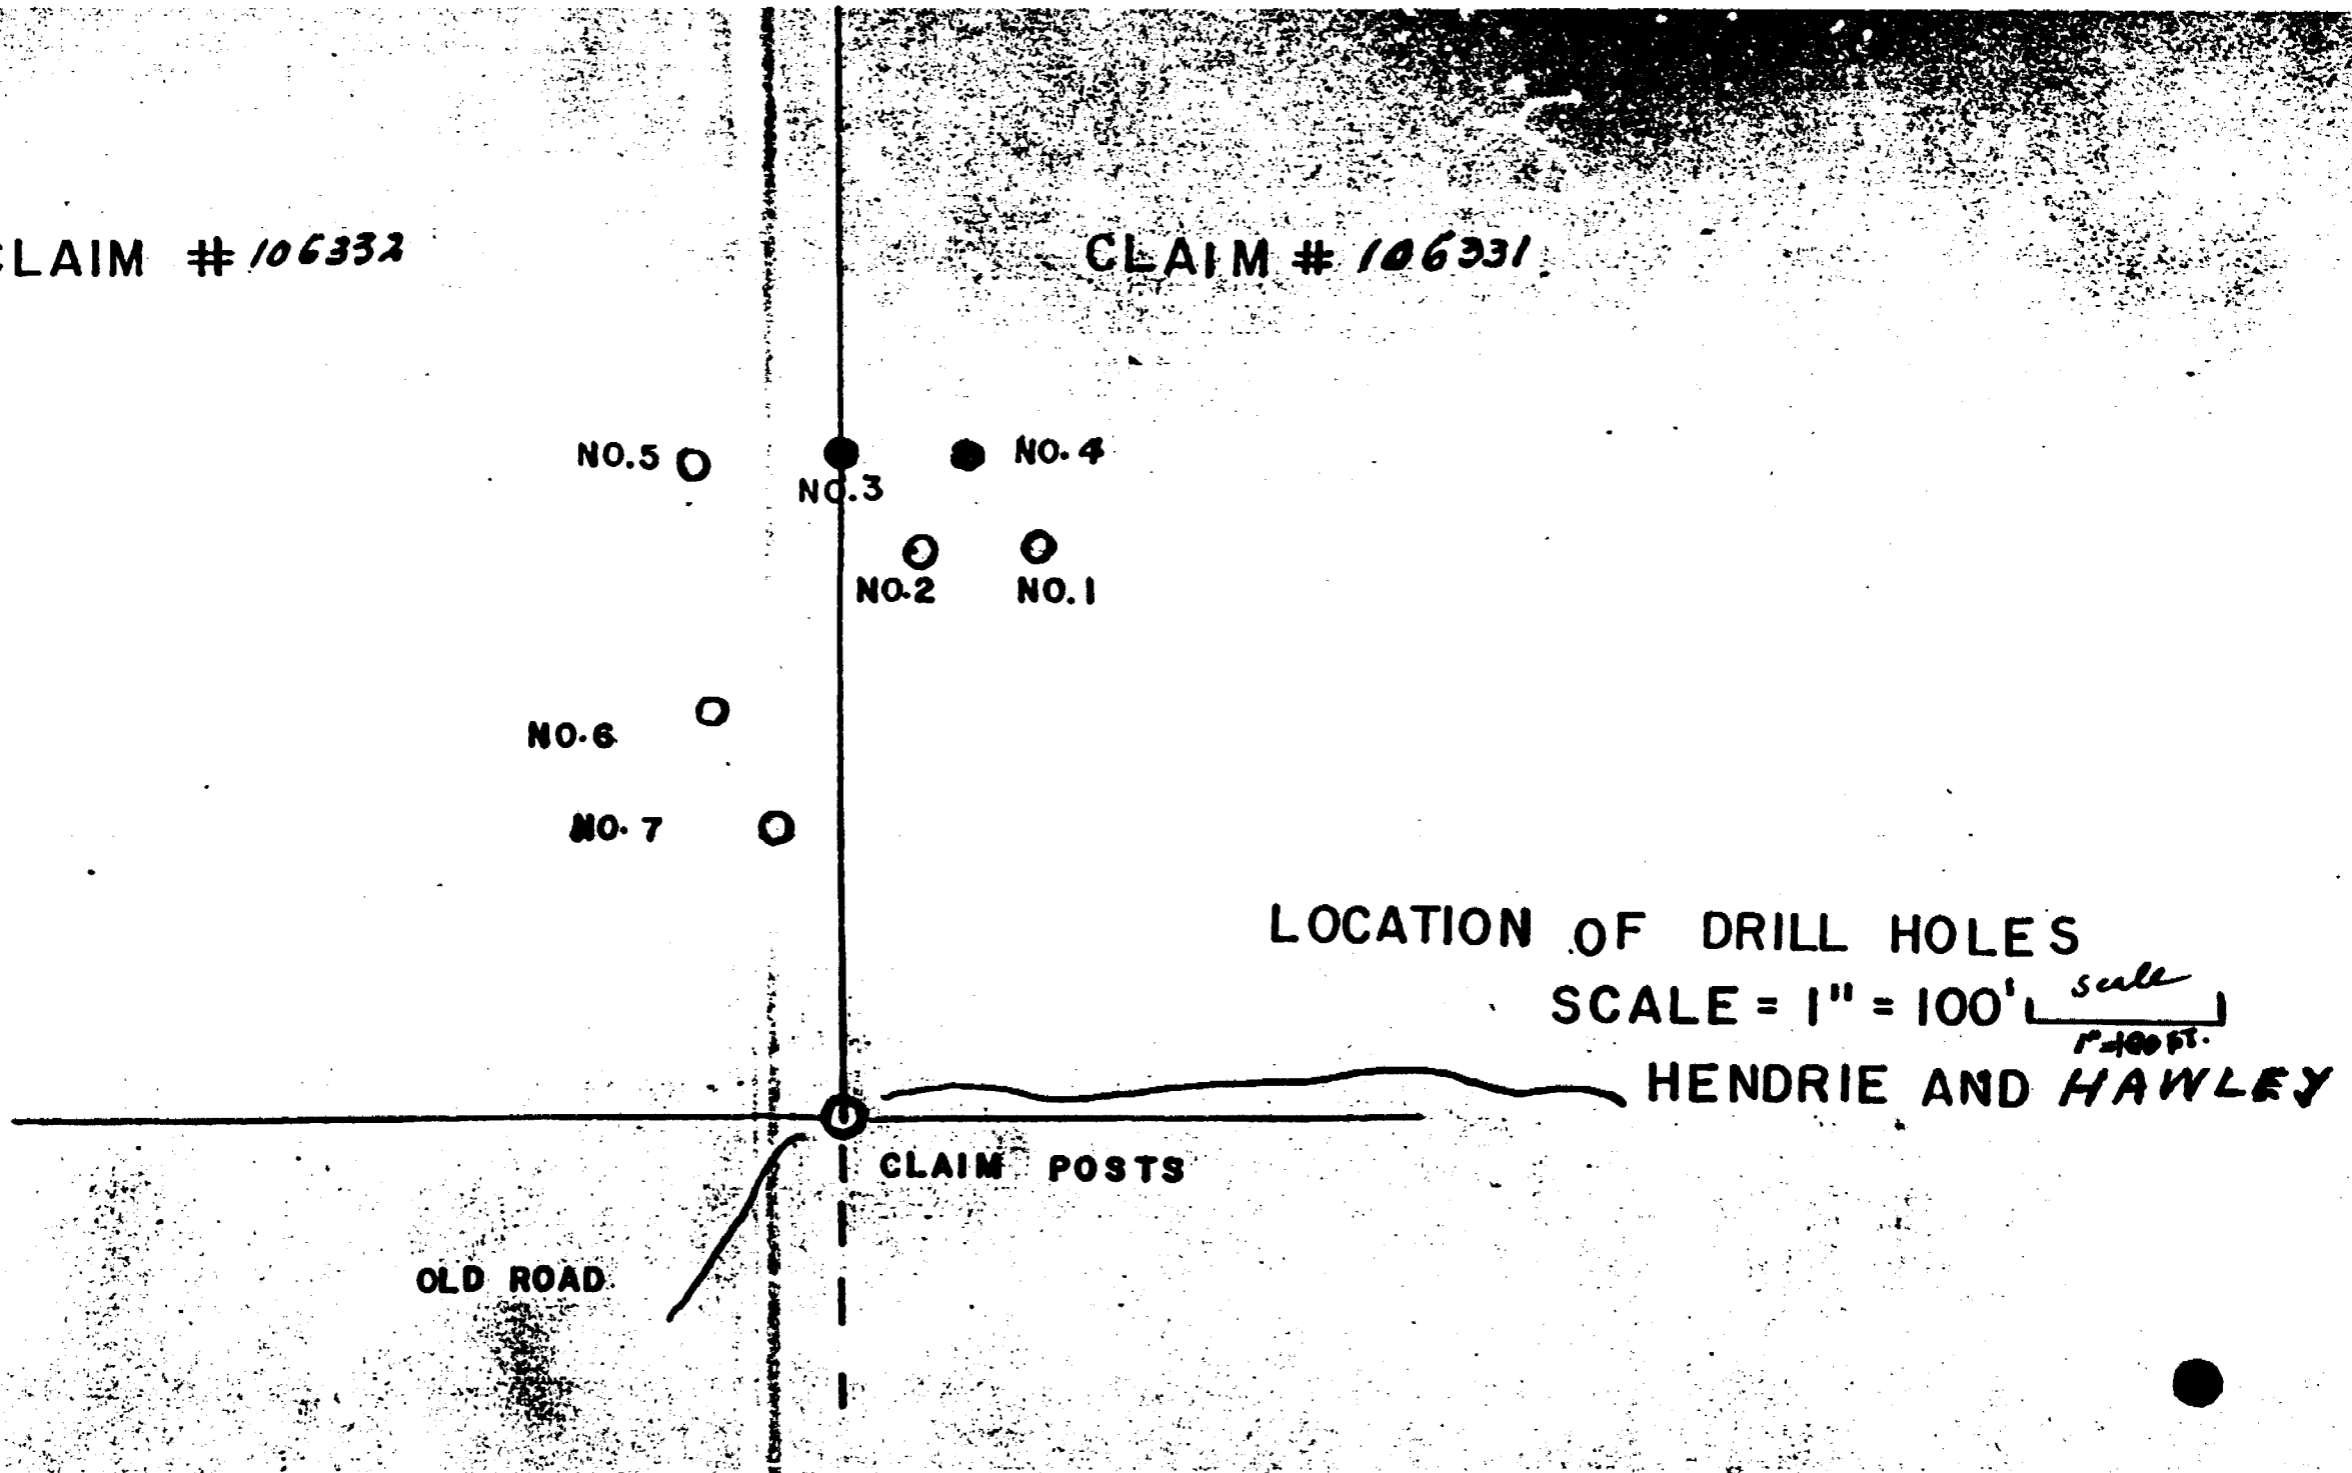 CLAIM # 106332
CLAIM # 106331
NO.5
NO.3
NO.4
NO.2
NO.1
NO.6
NO.7
LOCATION OF DRILL HOLES
SCALE = 1" = 100'
scale
1"=100 FT.
HENDRIE AND HAWLEY
CLAIM POSTS
OLD ROAD